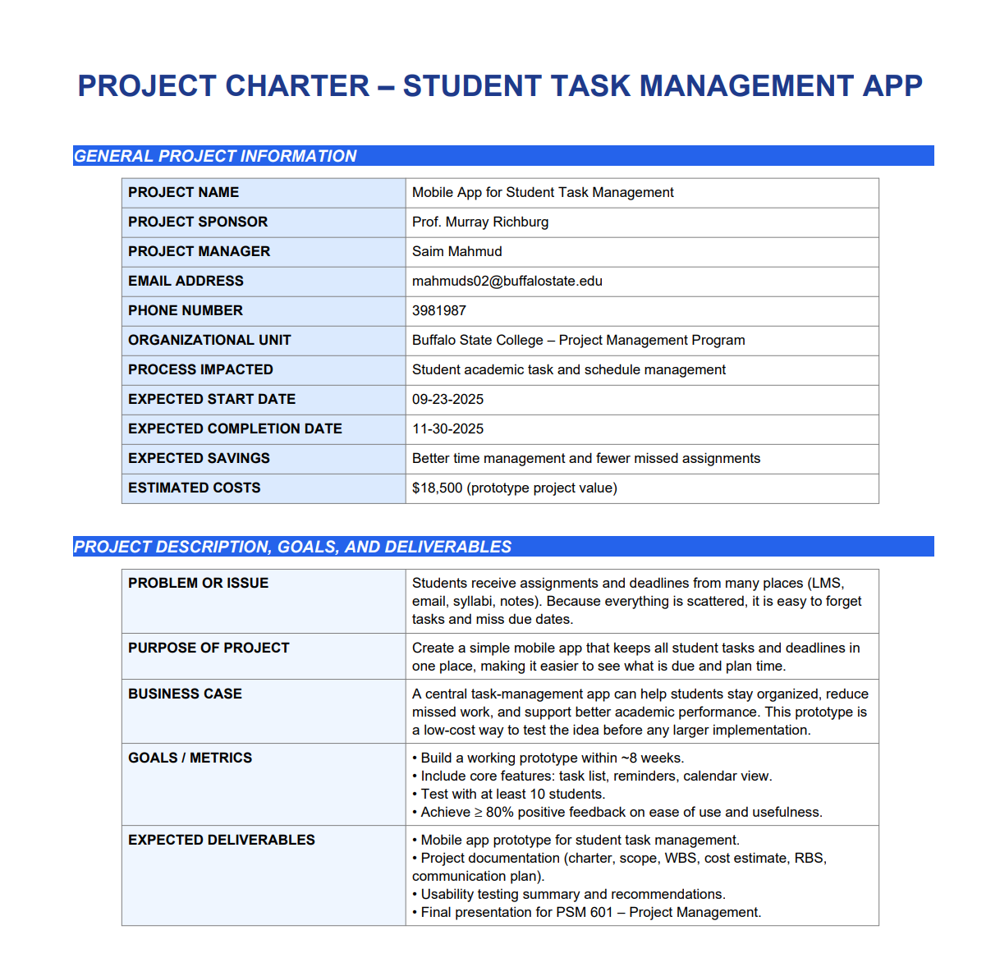 PROJECT CHARTER – STUDENT TASK MANAGEMENT APP
GENERAL PROJECT INFORMATION
PROJECT NAME Mobile App for Student Task Management
PROJECT SPONSOR Prof. Murray Richburg
PROJECT MANAGER Saim Mahmud
EMAIL ADDRESS mahmuds02@buffalostate.edu
PHONE NUMBER 3981987
ORGANIZATIONAL UNIT Buffalo State College – Project Management Program
PROCESS IMPACTED Student academic task and schedule management
EXPECTED START DATE 09-23-2025
EXPECTED COMPLETION DATE 11-30-2025
EXPECTED SAVINGS Better time management and fewer missed assignments
ESTIMATED COSTS $18,500 (prototype project value)
PROJECT DESCRIPTION, GOALS, AND DELIVERABLES
PROBLEM OR ISSUE Students receive assignments and deadlines from many places (LMS,
email, syllabi, notes). Because everything is scattered, it is easy to forget
tasks and miss due dates.
PURPOSE OF PROJECT Create a simple mobile app that keeps all student tasks and deadlines in
one place, making it easier to see what is due and plan time.
BUSINESS CASE A central task-management app can help students stay organized, reduce
missed work, and support better academic performance. This prototype is
a low-cost way to test the idea before any larger implementation.
GOALS / METRICS • Build a working prototype within ~8 weeks.
• Include core features: task list, reminders, calendar view.
• Test with at least 10 students.
• Achieve ≥ 80% positive feedback on ease of use and usefulness.
EXPECTED DELIVERABLES • Mobile app prototype for student task management.
• Project documentation (charter, scope, WBS, cost estimate, RBS,
communication plan).
• Usability testing summary and recommendations.
• Final presentation for PSM 601 – Project Management.